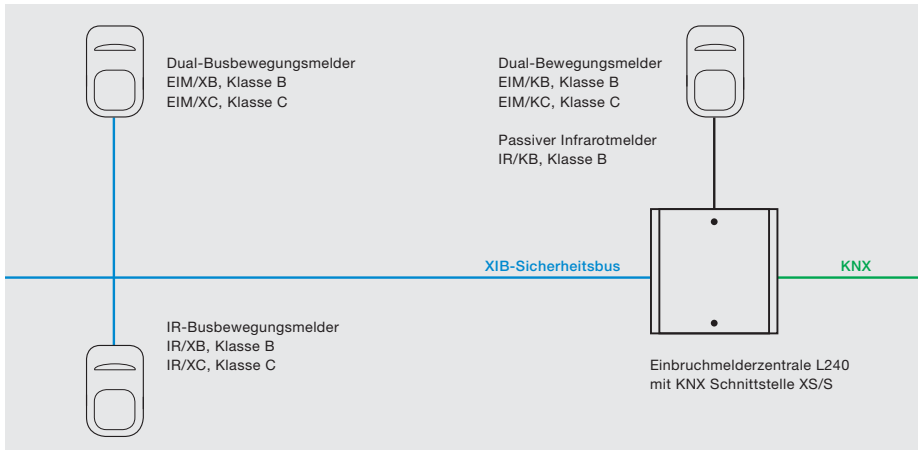 Dual-Busbewegungsmelder
EIM/XB, Klasse B
EIM/XC, Klasse C
Dual-Bewegungsmelder
EIM/KB, Klasse B
EIM/KC, Klasse C
Passiver Infrarotmelder
IR/KB, Klasse B
XIB-Sicherheitsbus
KNX
IR-Busbewegungsmelder
IR/XB, Klasse B
IR/XC, Klasse C
Einbruchmelderzentrale L240
mit KNX Schnittstelle XS/S